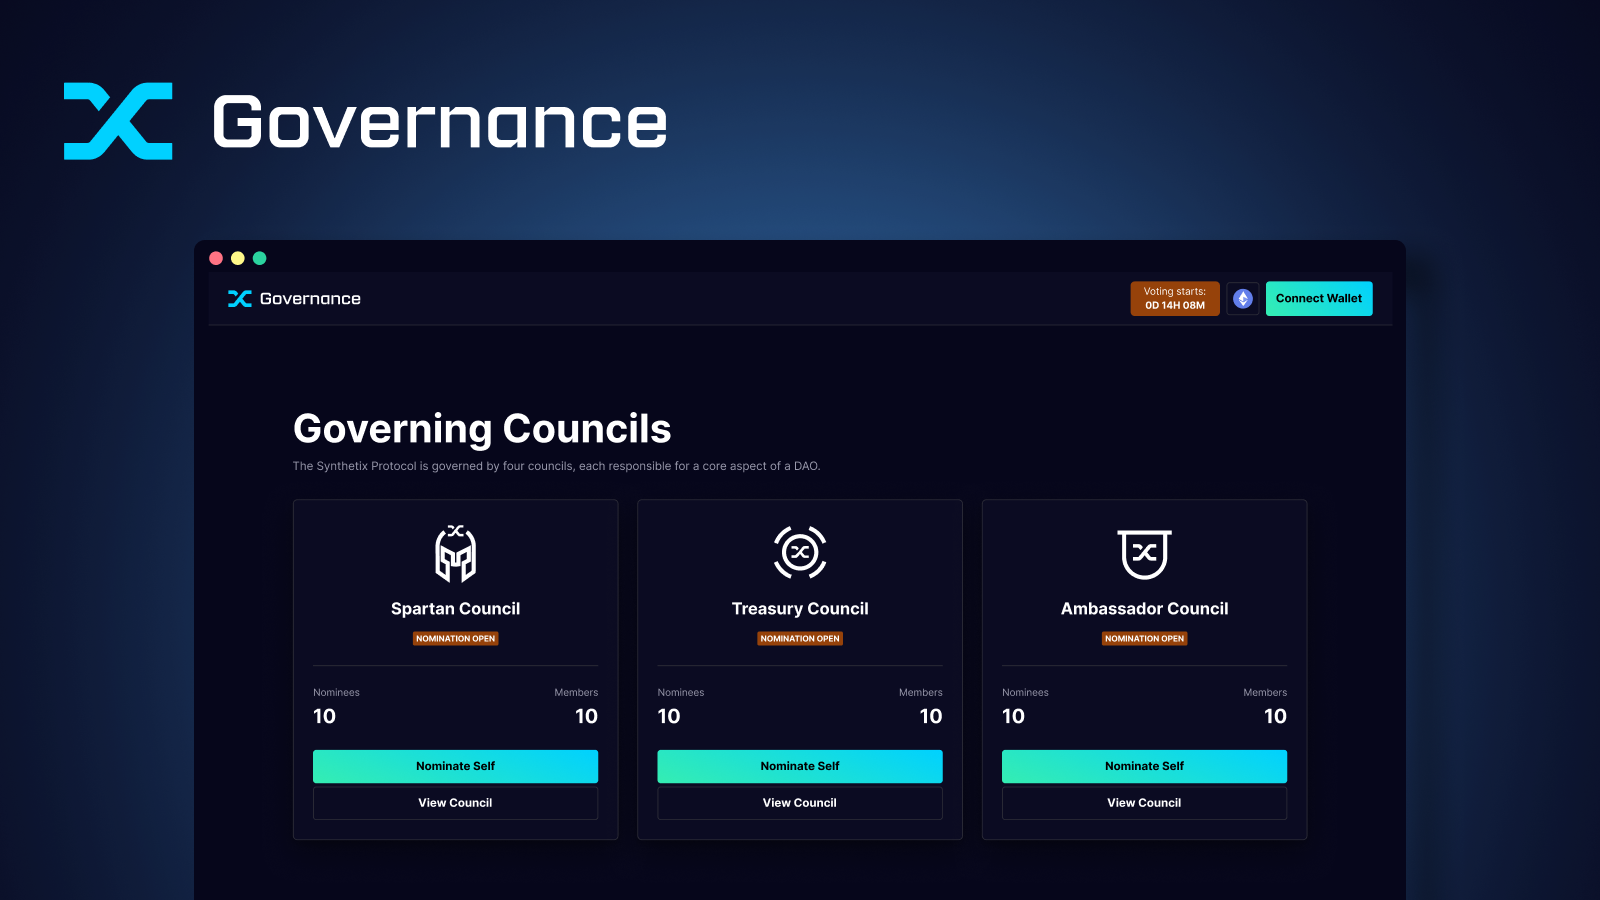 Governance
Governance
Voting starts:
0D 14H 08M
Connect Wallet
Governing Councils
The Synthetix Protocol is governed by four councils, each responsible for a core aspect of a DAO.
Spartan Council
NOMINATION OPEN
Nominees
Members
10
10
Nominate Self
View Council
Treasury Council
NOMINATION OPEN
Nominees
Members
10
10
Nominate Self
View Council
Ambassador Council
NOMINATION OPEN
Nominees
Members
10
10
Nominate Self
View Council